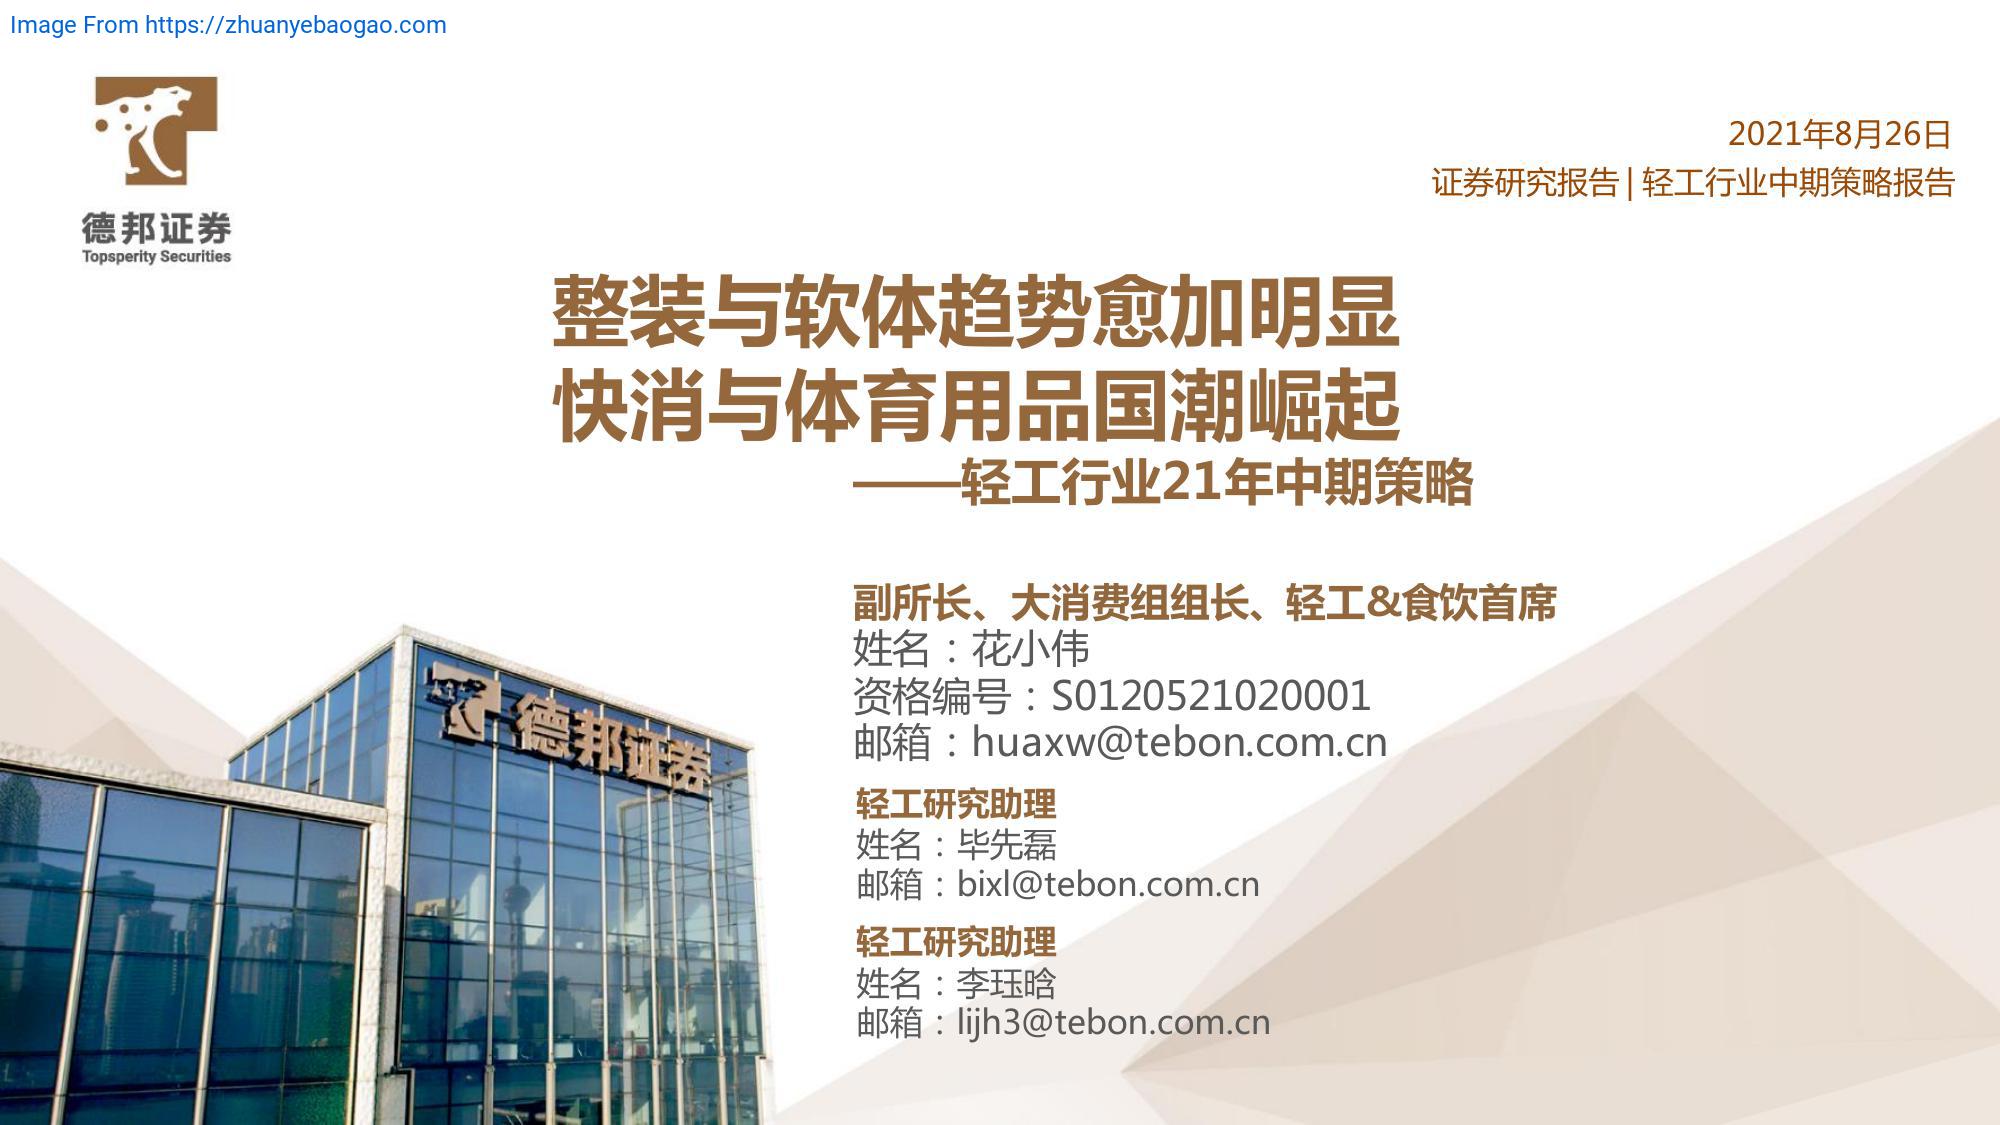 Image From https://zhuanyebaogao.com
德邦证券
Topsperity Securities
2021年8月26日
证券研究报告|轻工行业中期策略报告
整装与软体趋势愈加明显
快消与体育用品国潮崛起
——轻工行业21年中期策略
副所长、大消费组组长、轻工&食饮首席
姓名：花小伟
资格编号：S0120521020001
邮箱：huaxw@tebon.com.cn
德邦证券
轻工研究助理
姓名：毕先磊
邮箱：bixl@tebon.com.cn
轻工研究助理
姓名：李珏晗
邮箱：lijh3@tebon.com.cn